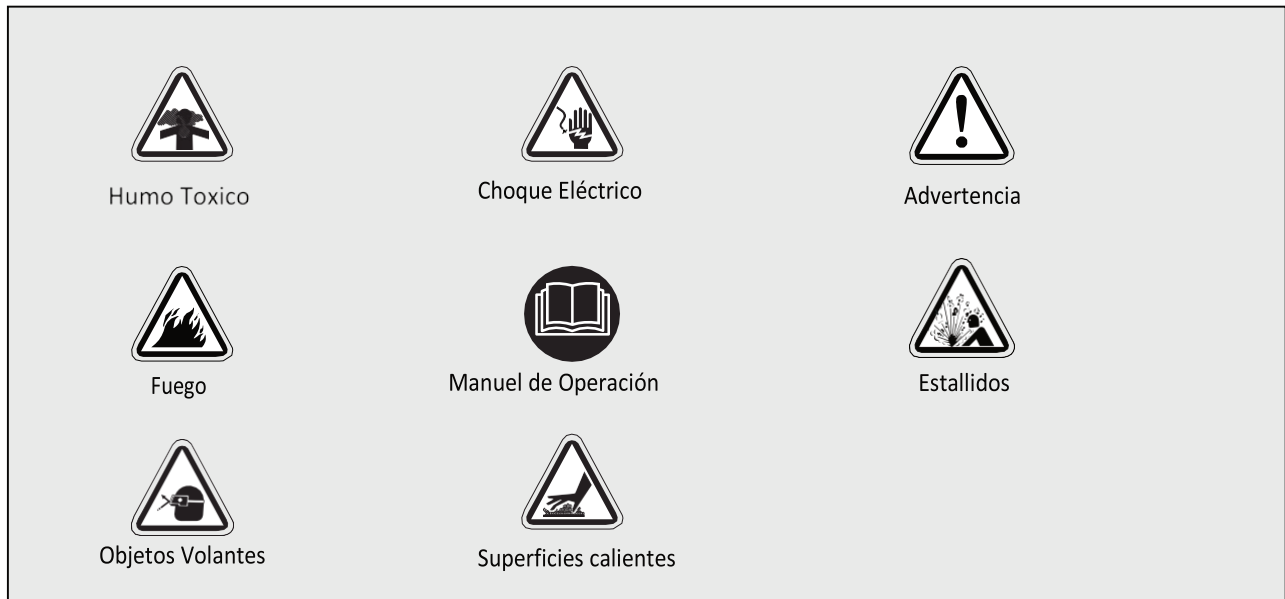 Humo Toxico
Choque Eléctrico
Advertencia
Fuego
Manuel de Operación
Estallidos
Objetos Volantes
Superficies calientes